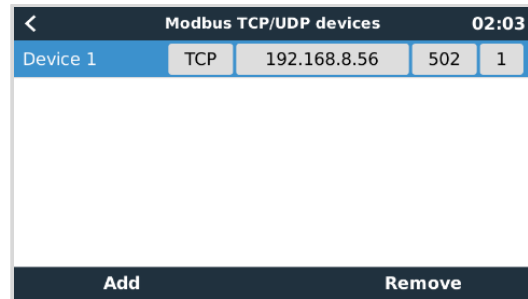 Modbus TCP/UDP devices 02:03
Device 1 TCP 192.168.8.56 502 1
Add Remove